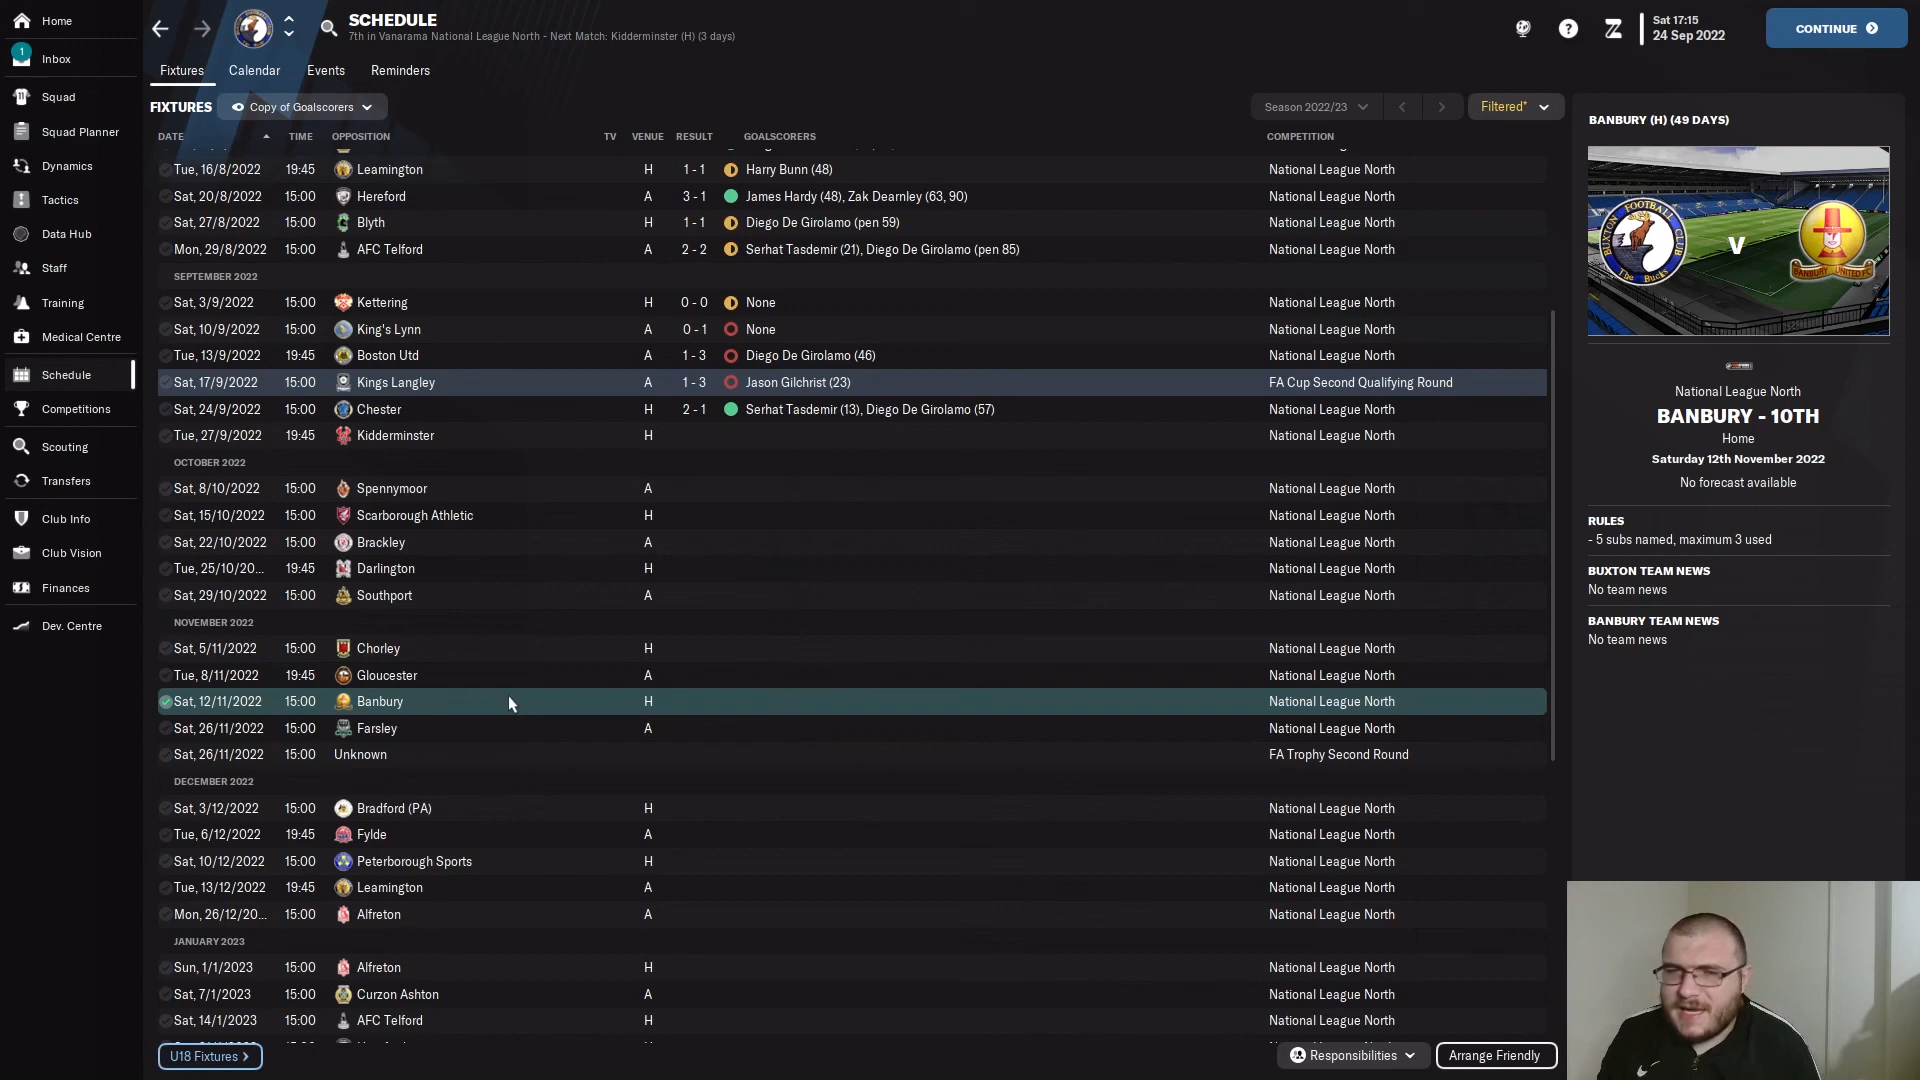 SCHEDULE
7th in Vanarama National League North - Next Match: Kidderminster (H) (3 days)
Sat 17:15
24 Sep 2022
CONTINUE
Home
1
Inbox
Squad
Squad Planner
Dynamics
Tactics
Data Hub
Staff
Training
Medical Centre
Schedule
Competitions
Scouting
Transfers
Club Info
Club Vision
Finances
Dev. Centre
Fixtures Calendar Events Reminders
FIXTURES Copy of Goalscorers Season 2022/23 Filtered*
DATE TIME OPPOSITION TV VENUE RESULT GOALSCORERS COMPETITION
Tue, 16/8/2022 19:45 Leamington H 1 - 1 Harry Bunn (48) National League North
Sat, 20/8/2022 15:00 Hereford A 3 - 1 James Hardy (48), Zak Dearnley (63, 90) National League North
Sat, 27/8/2022 15:00 Blyth H 1 - 1 Diego De Girolamo (pen 59) National League North
Mon, 29/8/2022 15:00 AFC Telford A 2 - 2 Serhat Tasdemir (21), Diego De Girolamo (pen 85) National League North
SEPTEMBER 2022
Sat, 3/9/2022 15:00 Kettering H 0 - 0 None National League North
Sat, 10/9/2022 15:00 King's Lynn A 0 - 1 None National League North
Tue, 13/9/2022 19:45 Boston Utd A 1 - 3 Diego De Girolamo (46) National League North
Sat, 17/9/2022 15:00 Kings Langley A 1 - 3 Jason Gilchrist (23) FA Cup Second Qualifying Round
Sat, 24/9/2022 15:00 Chester H 2 - 1 Serhat Tasdemir (13), Diego De Girolamo (57) National League North
Tue, 27/9/2022 19:45 Kidderminster H National League North
OCTOBER 2022
Sat, 8/10/2022 15:00 Spennymoor A National League North
Sat, 15/10/2022 15:00 Scarborough Athletic H National League North
Sat, 22/10/2022 15:00 Brackley A National League North
Tue, 25/10/20... 19:45 Darlington H National League North
Sat, 29/10/2022 15:00 Southport A National League North
NOVEMBER 2022
Sat, 5/11/2022 15:00 Chorley H National League North
Tue, 8/11/2022 19:45 Gloucester A National League North
Sat, 12/11/2022 15:00 Banbury H National League North
Sat, 26/11/2022 15:00 Farsley A National League North
Sat, 26/11/2022 15:00 Unknown FA Trophy Second Round
DECEMBER 2022
Sat, 3/12/2022 15:00 Bradford (PA) H National League North
Tue, 6/12/2022 19:45 Fylde A National League North
Sat, 10/12/2022 15:00 Peterborough Sports H National League North
Tue, 13/12/2022 19:45 Leamington A National League North
Mon, 26/12/20... 15:00 Alfreton A National League North
JANUARY 2023
Sun, 1/1/2023 15:00 Alfreton H National League North
Sat, 7/1/2023 15:00 Curzon Ashton A National League North
Sat, 14/1/2023 15:00 AFC Telford H National League North
U18 Fixtures Responsibilities Arrange Friendly
BANBURY (H) (49 DAYS)
BUXTON FOOTBALL CLUB
The Bucks
V
BANBURY UNITED FC
National League North
BANBURY - 10TH
Home
Saturday 12th November 2022
No forecast available
RULES
- 5 subs named, maximum 3 used
BUXTON TEAM NEWS
No team news
BANBURY TEAM NEWS
No team news